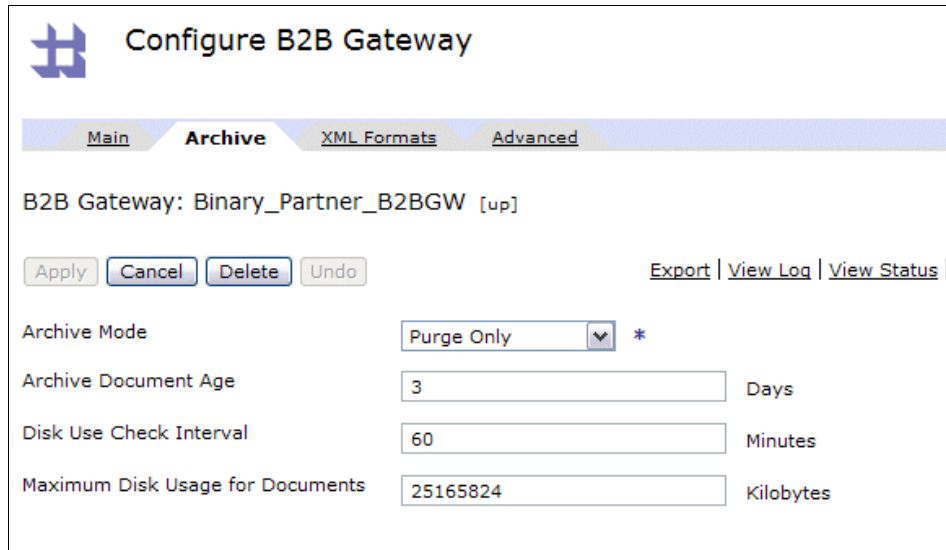 Configure B2B Gateway
Main Archive XML Formats Advanced
B2B Gateway: Binary_Partner_B2BGW [up]
Apply Cancel Delete Undo Export | View Log | View Status |
Archive Mode Purge Only *
Archive Document Age 3 Days
Disk Use Check Interval 60 Minutes
Maximum Disk Usage for Documents 25165824 Kilobytes